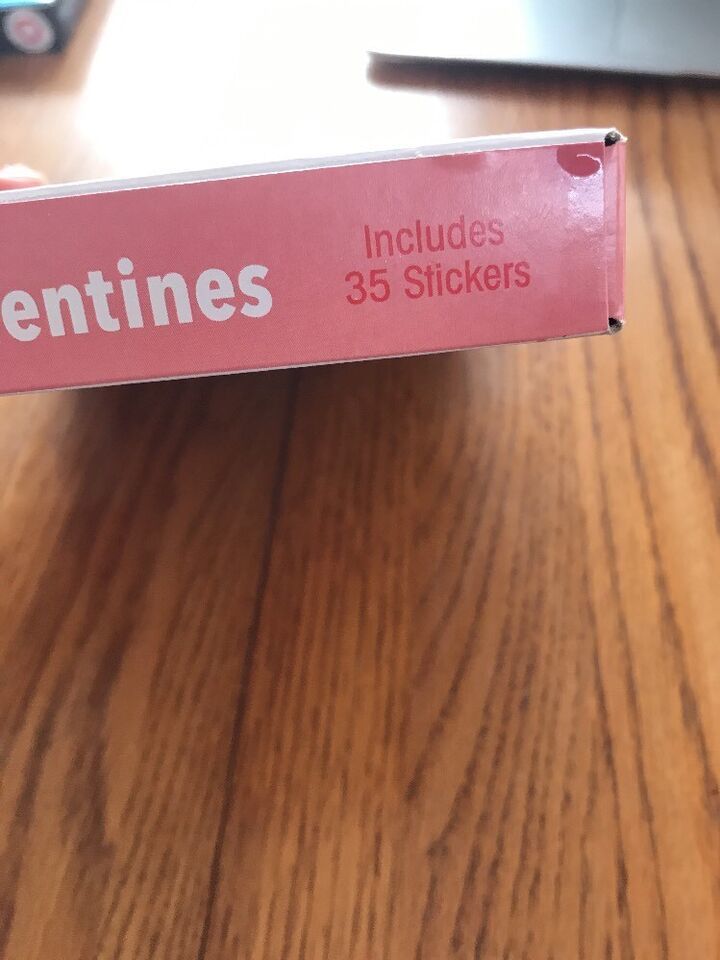 entines
Includes
35 Stickers